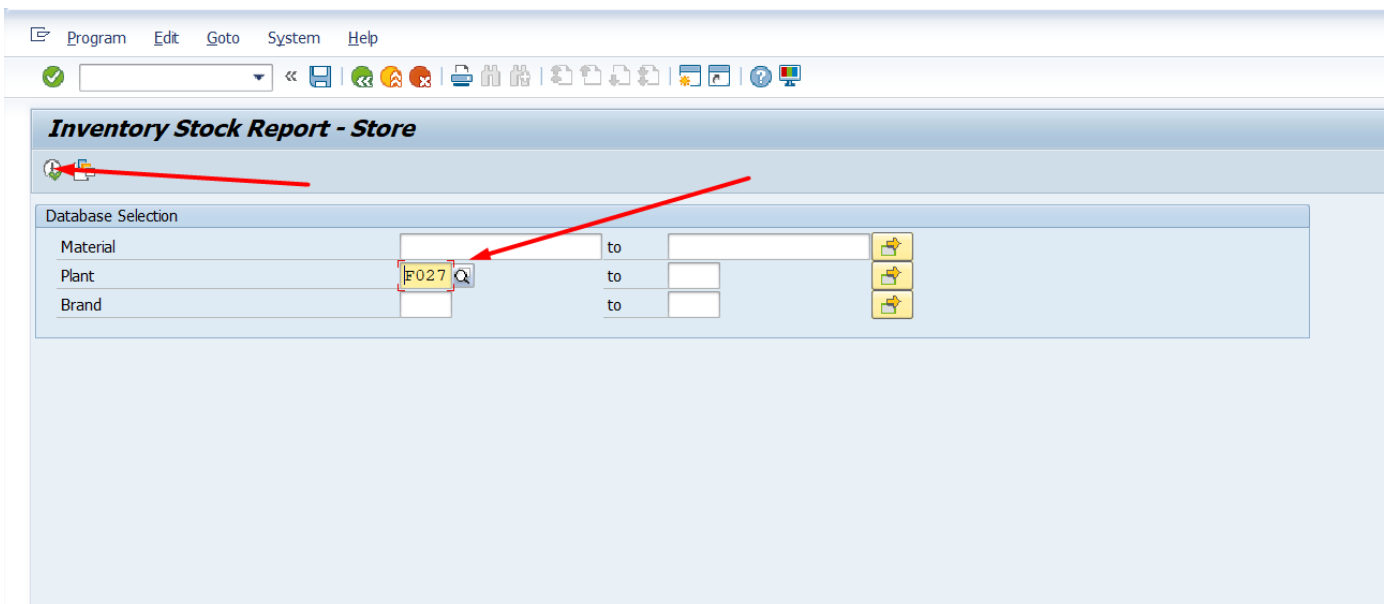 Program Edit Goto System Help
Inventory Stock Report - Store
Database Selection
Material to
Plant F027 to
Brand to